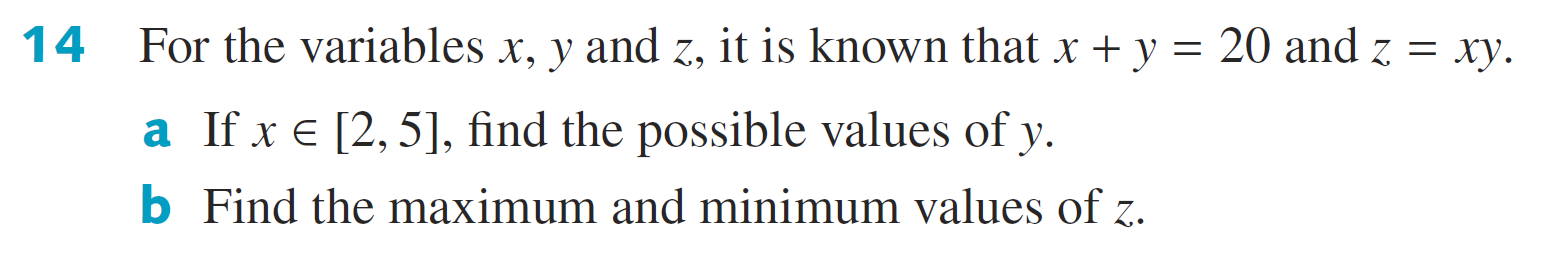 14 For the variables x, y and z, it is known that x + y = 20 and z = xy.
a If x ∈ [2, 5], find the possible values of y.
b Find the maximum and minimum values of z.